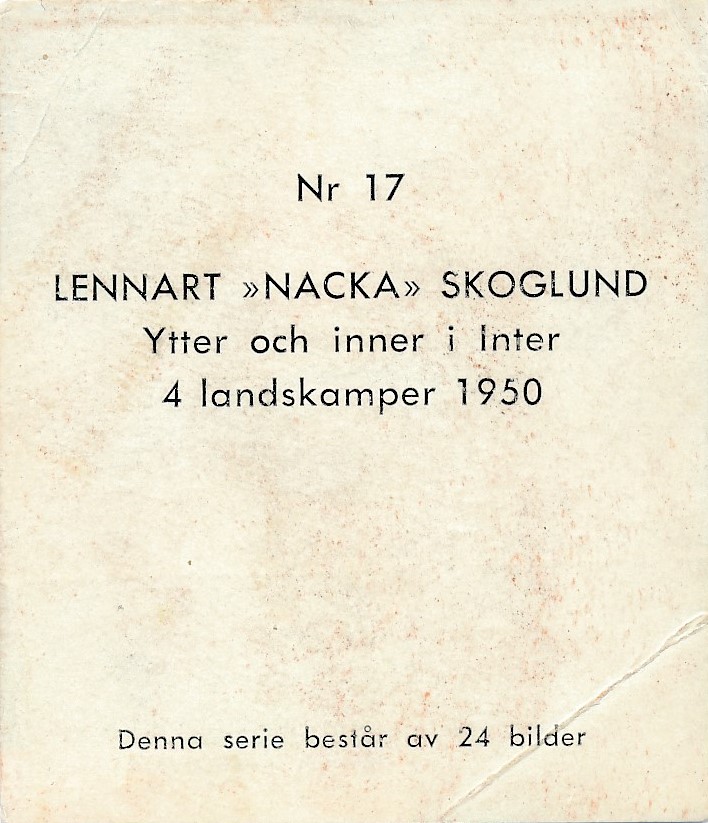 Nr 17
LENNART »NACKA» SKOGLUND
Ytter och inner i Inter
4 landskamper 1950
Denna serie består av 24 bilder